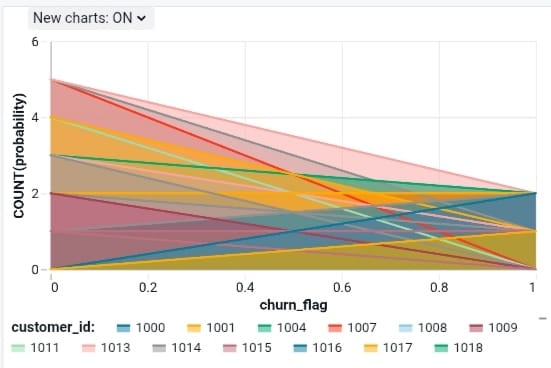 New charts: ON
6
4
2
0
COUNT(probability)
0 0.2 0.4 0.6 0.8 1
churn_flag
customer_id: 1000 1001 1004 1007 1008 1009
1011 1013 1014 1015 1016 1017 1018